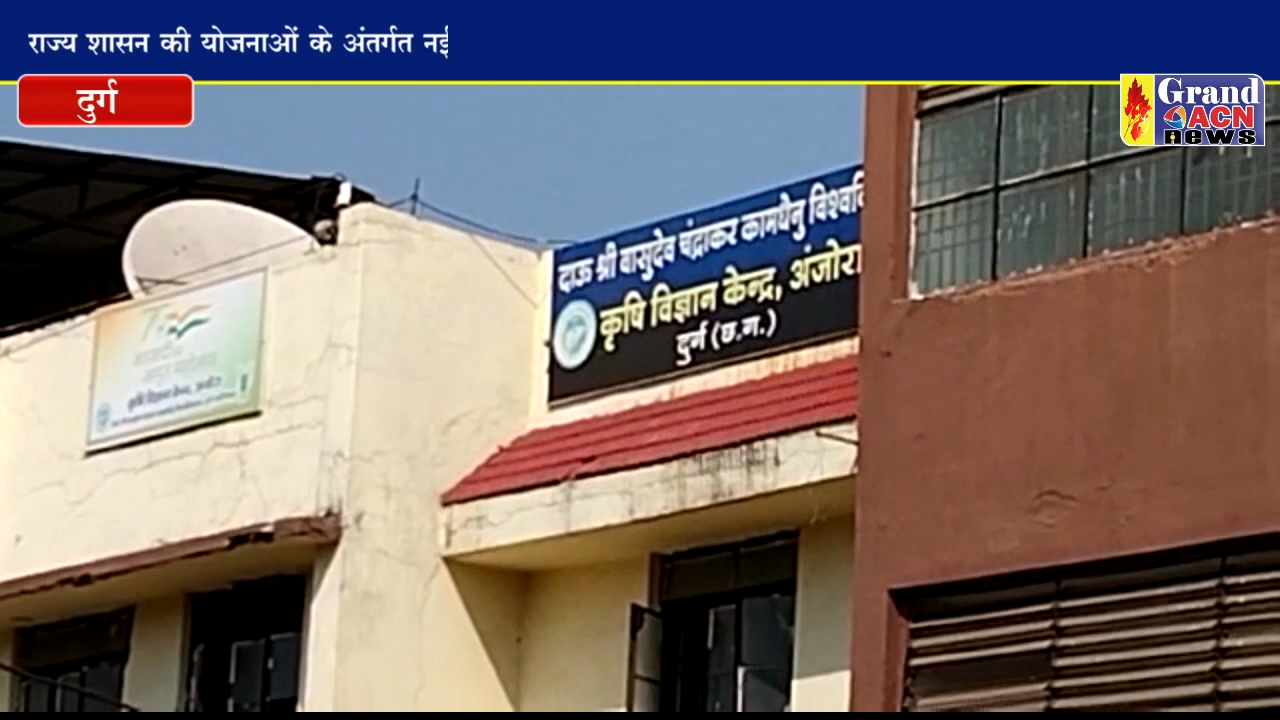 राज्य शासन की योजनाओं के अंतर्गत नई
दुर्ग
Grand
ACN
news
दाऊ श्री वासुदेव चंद्राकर कामधेनु विश्ववि
कृषि विज्ञान केन्द्र, अंजोरा
दुर्ग (छ.ग.)
कृषि विज्ञान केन्द्र,